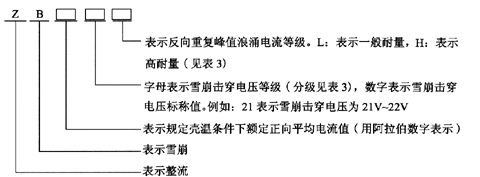 Z B
表示反向重复峰值浪涌电流等级。L：表示一般耐量，H：表示
高耐量（见表3）
字母表示雪崩击穿电压等级（分级见表3），数字表示雪崩击穿
电压标称值。例如：21表示雪崩击穿电压为21V~22V
表示规定壳温条件下额定正向平均电流值（用阿拉伯数字表示）
表示雪崩
表示整流